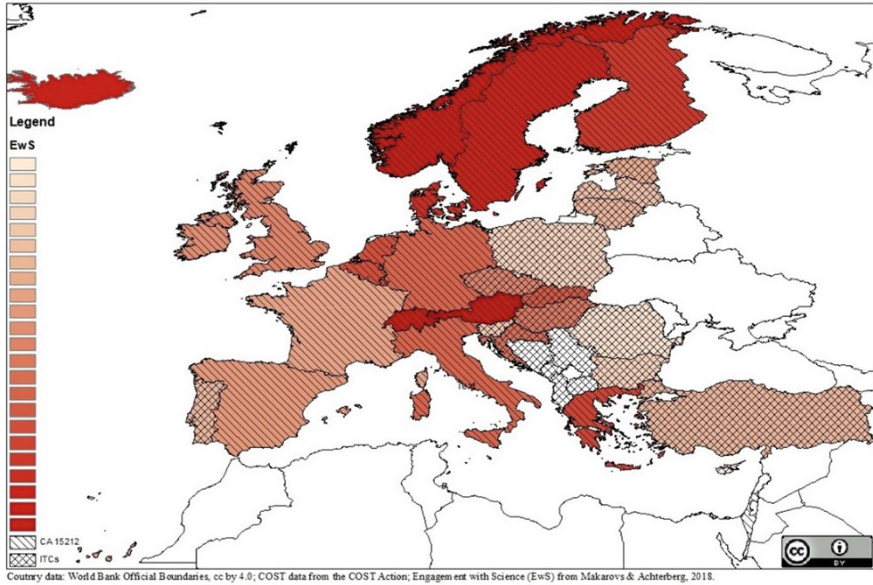 Legend
EwS
CA 15212
ITCs
cc
BY
Coutnry data: World Bank Official Boundaries, cc by 4.0; COST data from the COST Action; Engagement with Science (EwS) from Makarovs & Achterberg, 2018.